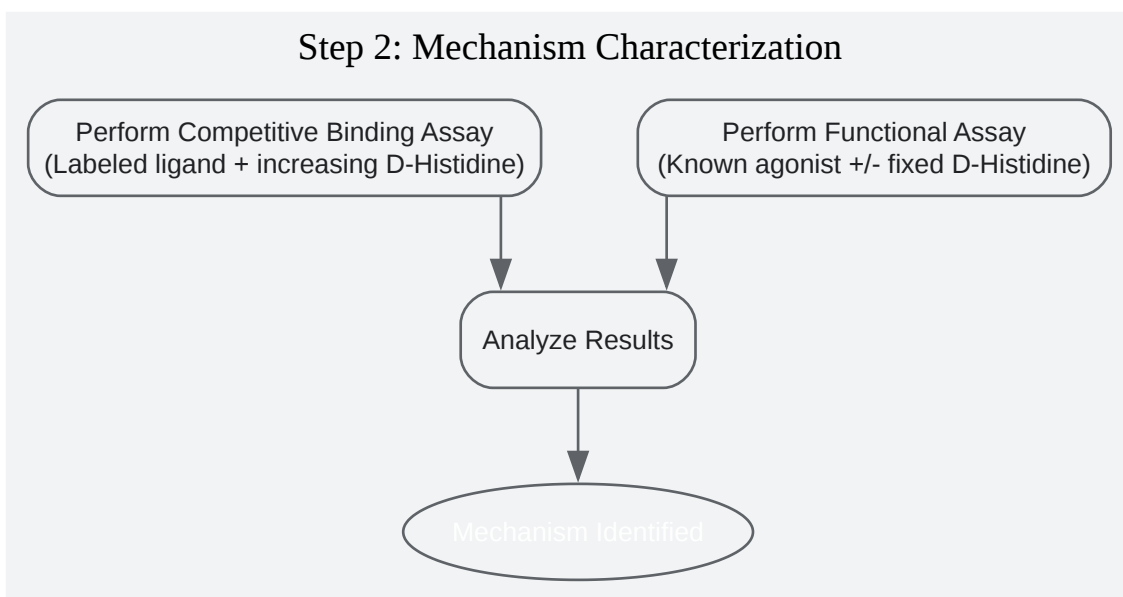 Step 2: Mechanism Characterization
Perform Competitive Binding Assay
(Labeled ligand + increasing D-Histidine)
Perform Functional Assay
(Known agonist +/- fixed D-Histidine)
Analyze Results
Mechanism Identified